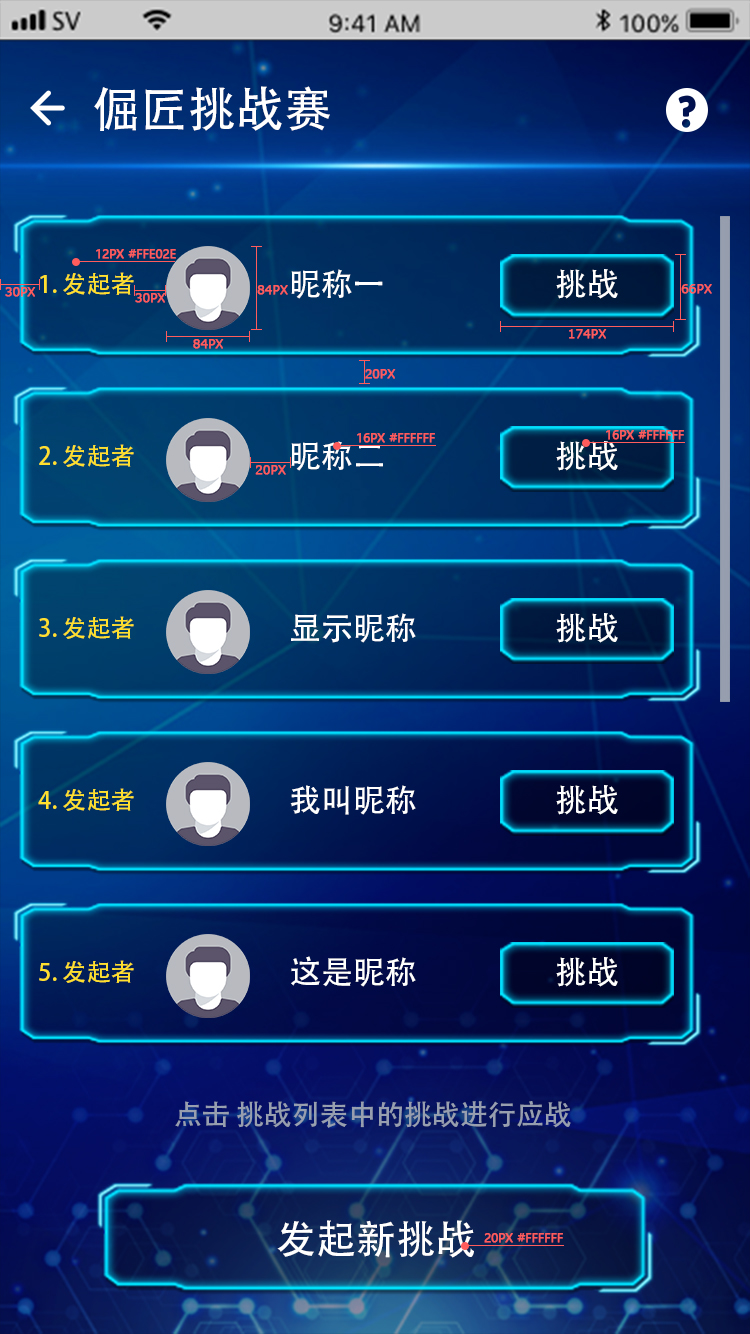 SV 9:41 AM 100%
倔匠挑战赛
?
12PX #FFE02E
1. 发起者 昵称一 挑战
30PX 30PX 84PX 66PX
84PX 174PX
20PX
16PX #FFFFFF 16PX #FFFFFF
2. 发起者 昵称二 挑战
20PX
3. 发起者 显示昵称 挑战
4. 发起者 我叫昵称 挑战
5. 发起者 这是昵称 挑战
点击 挑战列表中的挑战进行应战
发起新挑战 20PX #FFFFFF